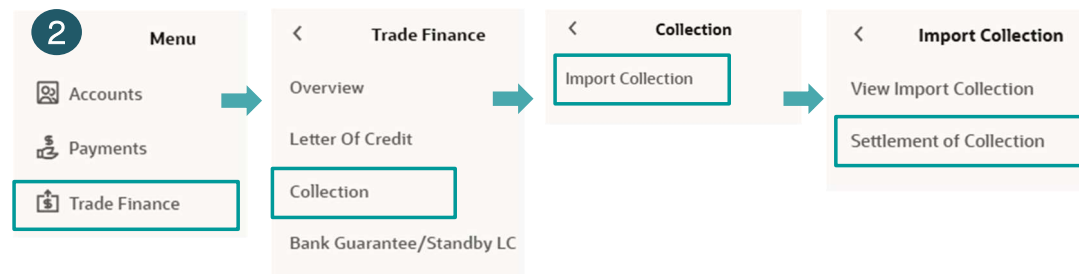 2
Menu
Accounts
Payments
Trade Finance
Trade Finance
Overview
Letter Of Credit
Collection
Bank Guarantee/Standby LC
Collection
Import Collection
Import Collection
View Import Collection
Settlement of Collection